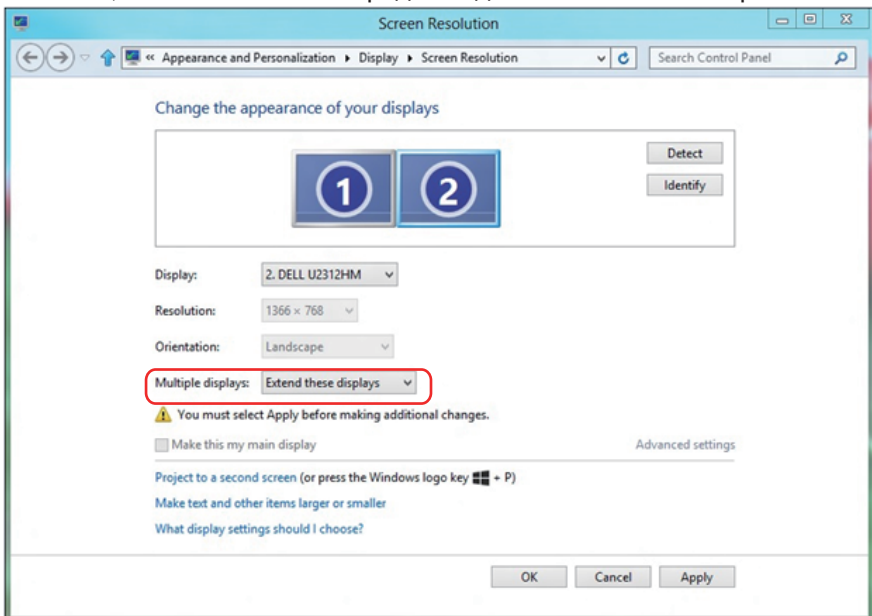 Screen Resolution
« Appearance and Personalization ▸ Display ▸ Screen Resolution
Search Control Panel
Change the appearance of your displays
1 2
Detect
Identify
Display: 2. DELL U2312HM
Resolution: 1366 × 768
Orientation: Landscape
Multiple displays: Extend these displays
You must select Apply before making additional changes.
Make this my main display
Advanced settings
Project to a second screen (or press the Windows logo key + P)
Make text and other items larger or smaller
What display settings should I choose?
OK Cancel Apply